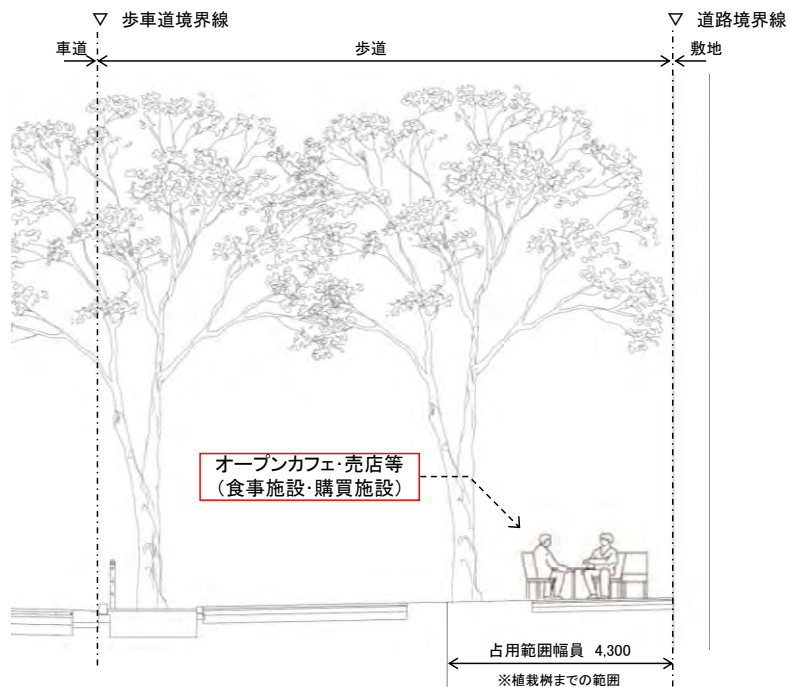 ▽ 歩車道境界線
▽ 道路境界線
車道
歩道
敷地
オープンカフェ・売店等
（食事施設・購買施設）
占用範囲幅員 4,300
※植栽桝までの範囲